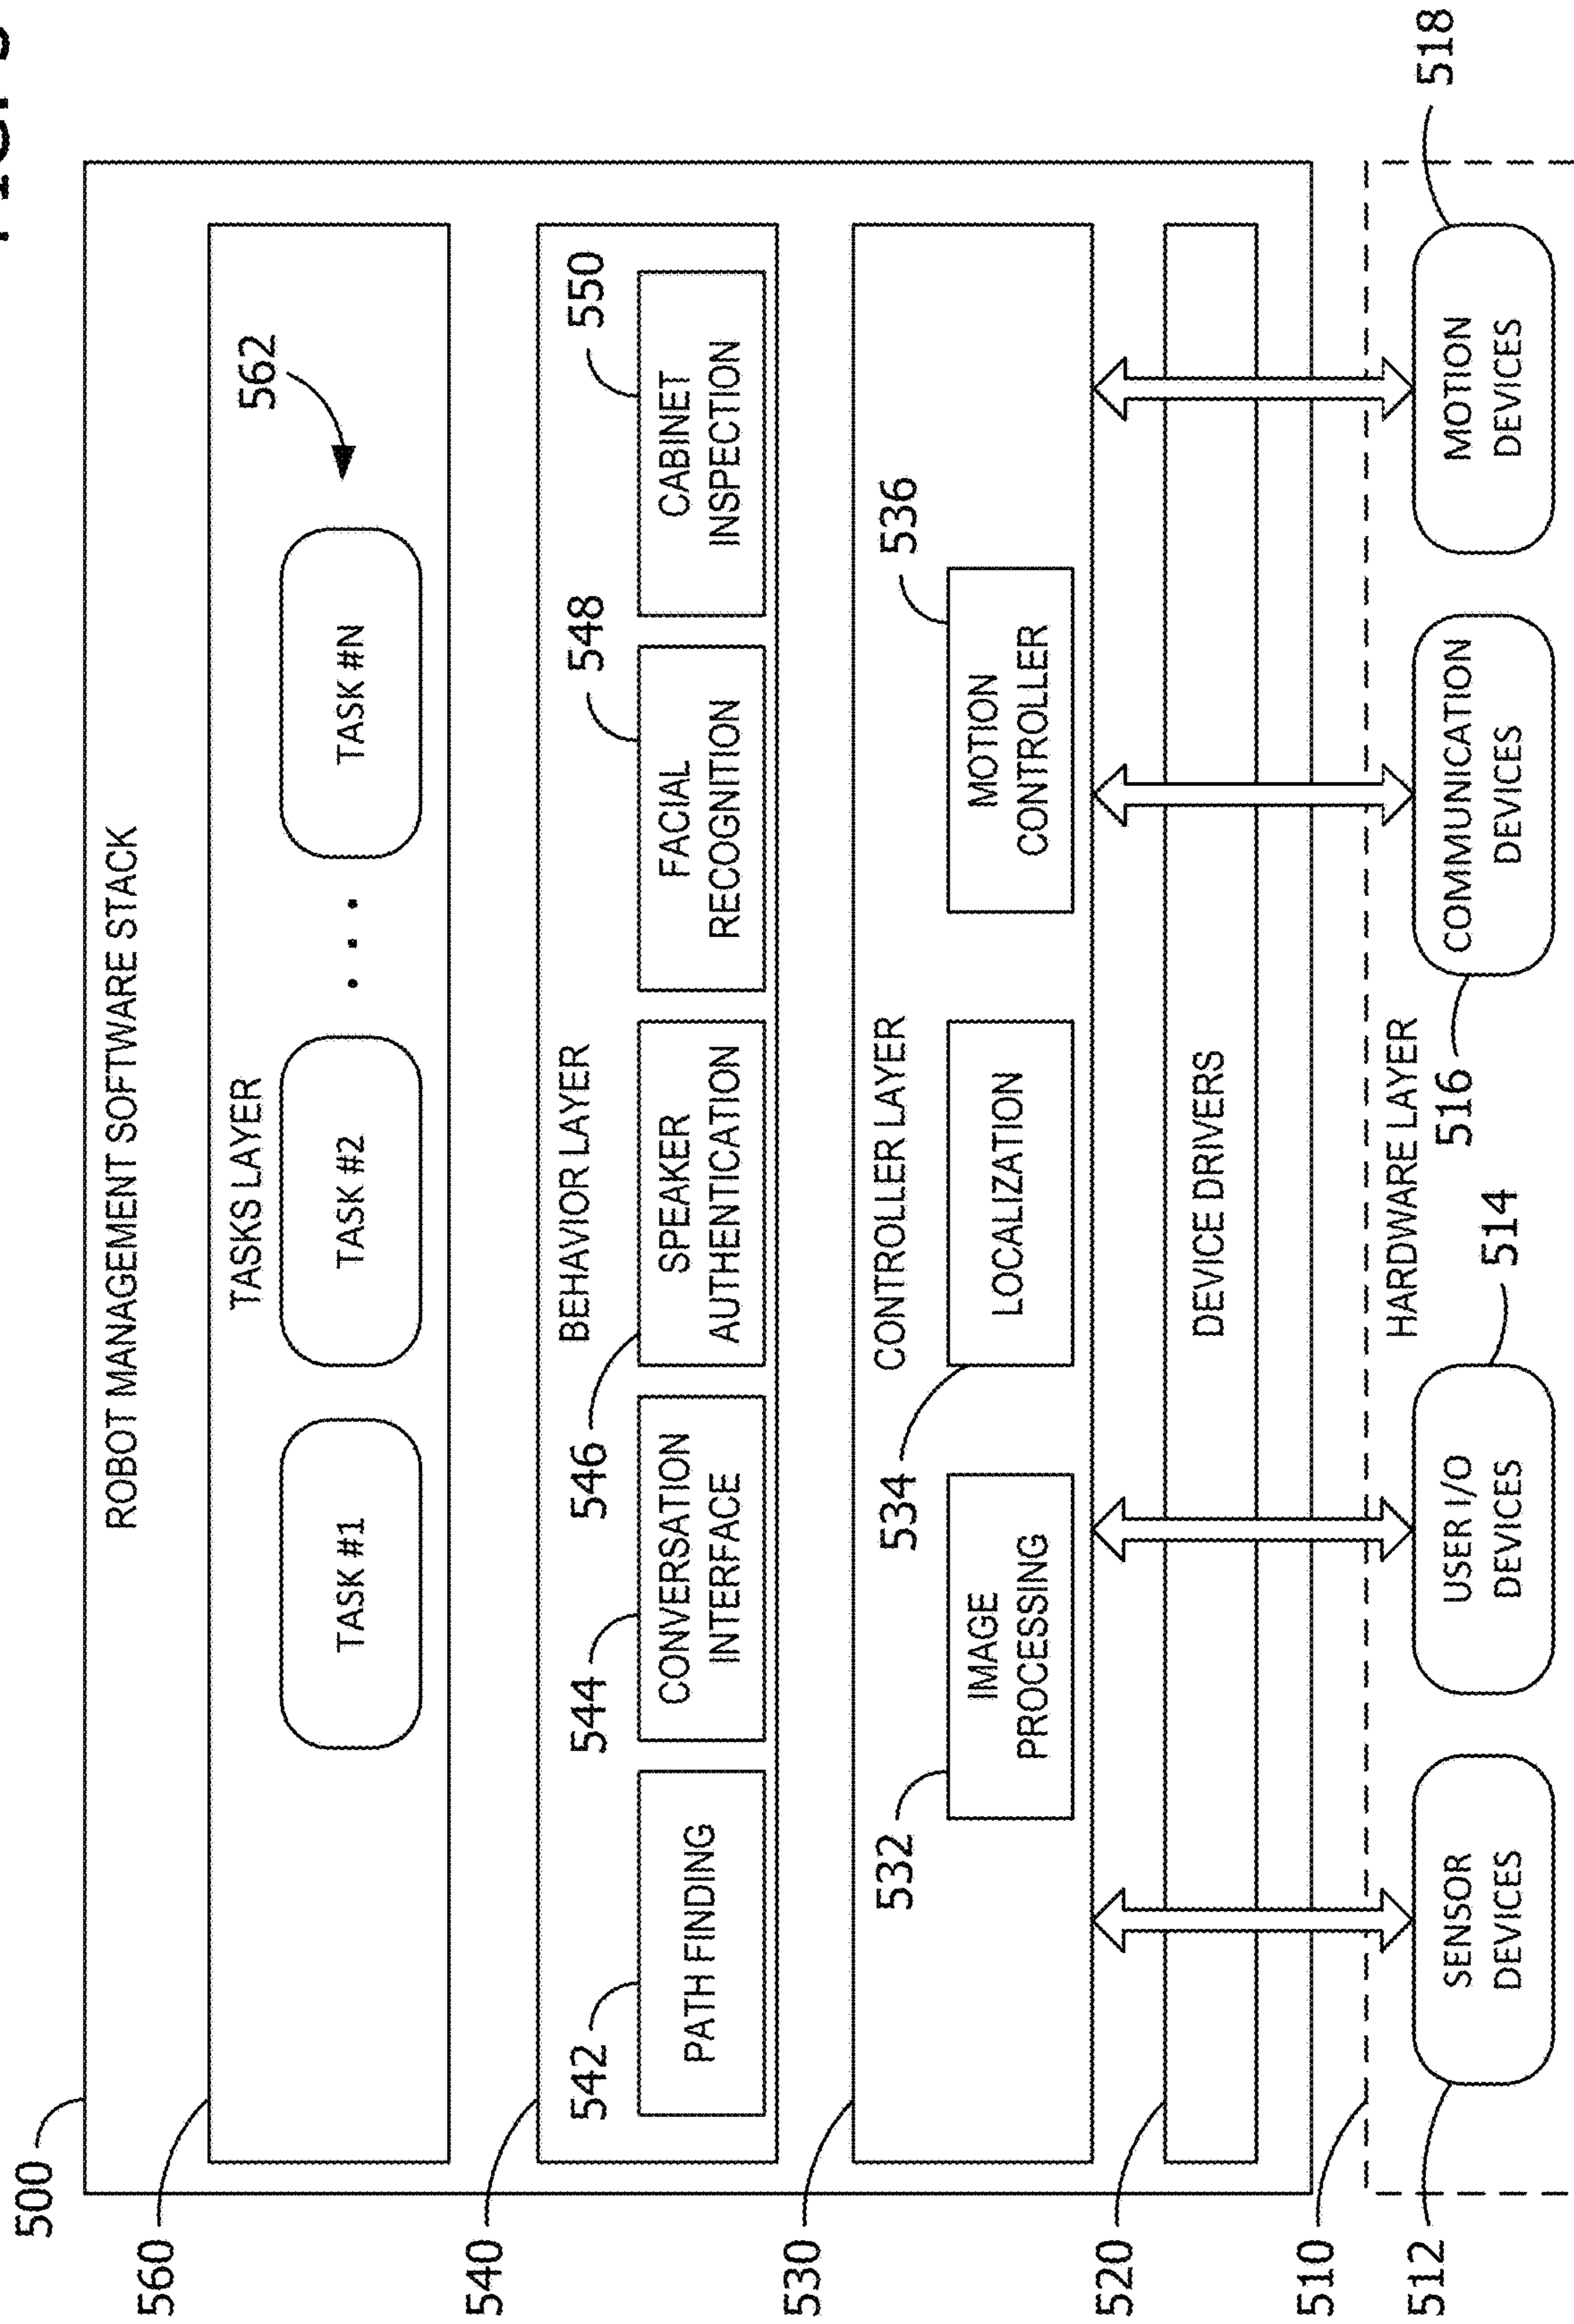 500
ROBOT MANAGEMENT SOFTWARE STACK
560
TASKS LAYER
562
TASK #1
TASK #2
. . .
TASK #N
540
BEHAVIOR LAYER
542
544
546
548
550
PATH FINDING
CONVERSATION
INTERFACE
SPEAKER
AUTHENTICATION
FACIAL
RECOGNITION
CABINET
INSPECTION
530
CONTROLLER LAYER
532
534
536
IMAGE
PROCESSING
LOCALIZATION
MOTION
CONTROLLER
520
DEVICE DRIVERS
510
HARDWARE LAYER
512
514
516
518
SENSOR
DEVICES
USER I/O
DEVICES
COMMUNICATION
DEVICES
MOTION
DEVICES